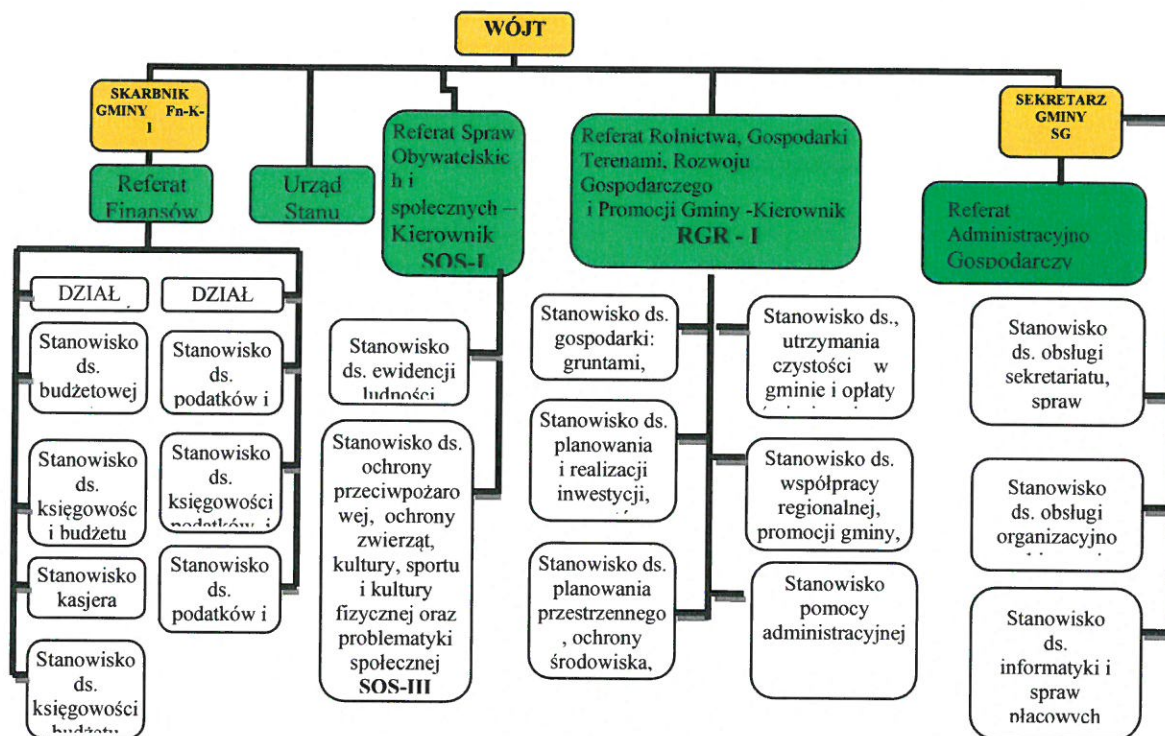 WÓJT
SKARBNIK
GMINY Fn-K-
1
Referat
Finansów
Urząd
Stanu
Referat Spraw
Obywatelskic
h i
społecznych –
Kierownik
SOS-I
Referat Rolnictwa, Gospodarki
Terenami, Rozwoju
Gospodarczego
i Promocji Gminy -Kierownik
RGR - I
SEKRETARZ
GMINY
SG
Referat
Administracyjno
Gospodarczy
DZIAŁ
Stanowisko
ds.
budżetowej
Stanowisko
ds.
księgowośc
i budżetu
Stanowisko
kasjera
Stanowisko
ds.
księgowości
budżetu
DZIAŁ
Stanowisko
ds.
podatków i
Stanowisko
ds.
księgowości
podatków i
Stanowisko
ds.
podatków i
Stanowisko
ds. ewidencji
ludności
Stanowisko ds.
ochrony
przeciwpożaro
wej, ochrony
zwierząt,
kultury, sportu
i kultury
fizycznej oraz
problematyki
społecznej
SOS-III
Stanowisko ds.
gospodarki:
gruntami,
Stanowisko ds.
planowania
i realizacji
inwestycji,
Stanowisko ds.
planowania
przestrzennego
, ochrony
środowiska,
Stanowisko ds.,
utrzymania
czystości w
gminie i opłaty
Stanowisko ds.
współpracy
regionalnej,
promocji gminy,
Stanowisko
pomocy
administracyjnej
Stanowisko
ds. obsługi
sekretariatu,
spraw
Stanowisko
ds. obsługi
organizacyjno
Stanowisko
ds.
informatyki i
spraw
płacowych